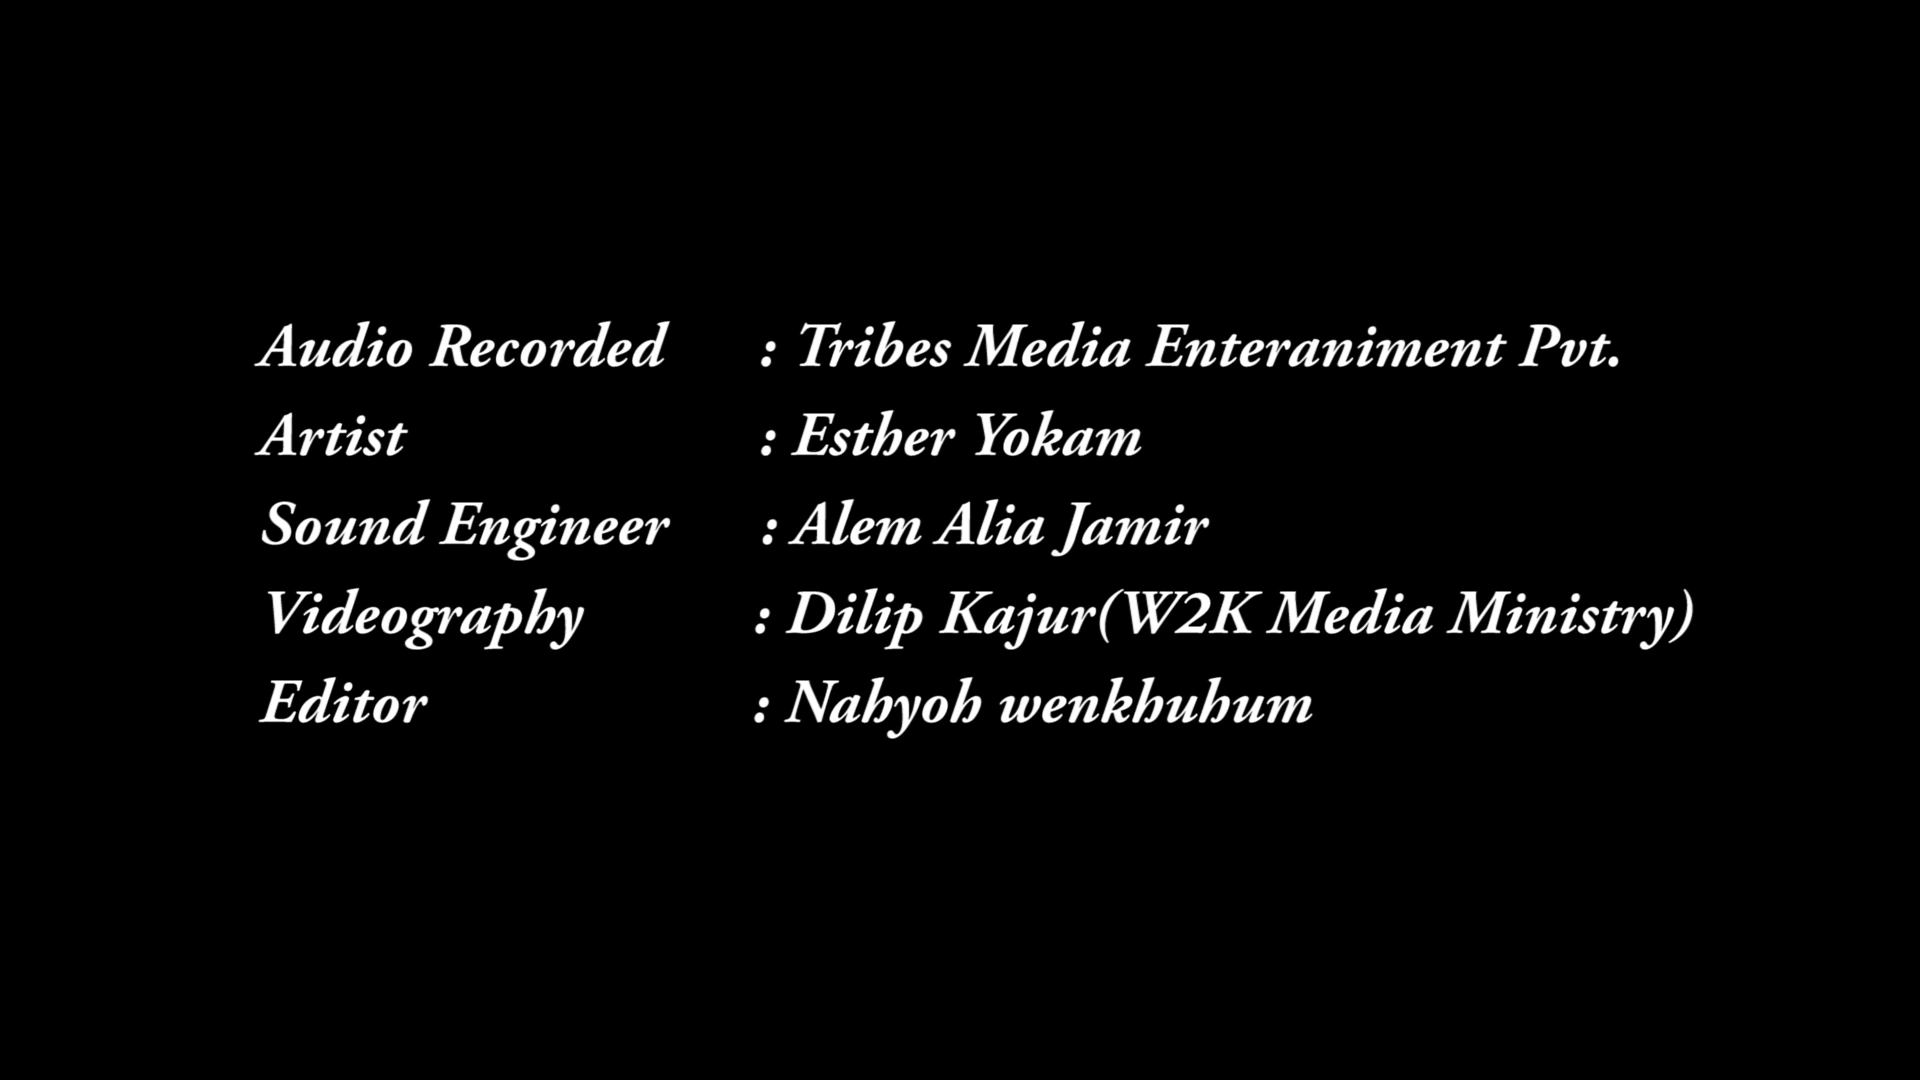 Audio Recorded : Tribes Media Enteraniment Pvt.
Artist : Esther Yokam
Sound Engineer : Alem Alia Jamir
Videography : Dilip Kajur(W2K Media Ministry)
Editor : Nahyoh wenkhuhum